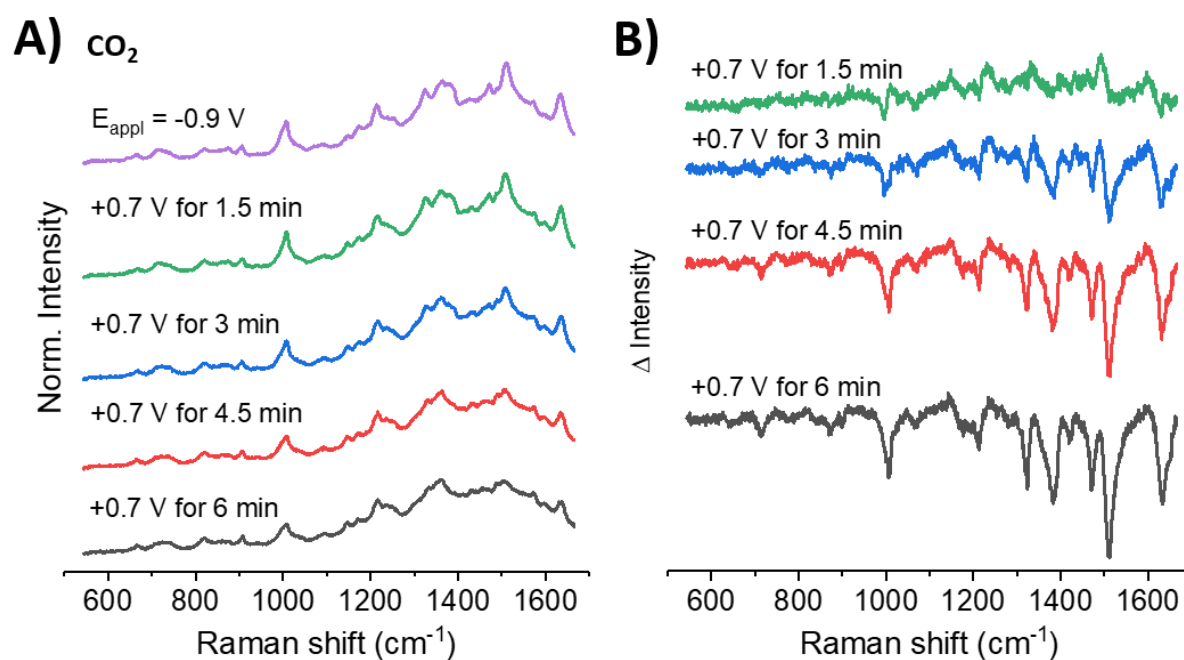 A) CO₂
E_appl = -0.9 V
+0.7 V for 1.5 min
+0.7 V for 3 min
+0.7 V for 4.5 min
+0.7 V for 6 min
Norm. Intensity
600 800 1000 1200 1400 1600
Raman shift (cm⁻¹)
B)
+0.7 V for 1.5 min
+0.7 V for 3 min
+0.7 V for 4.5 min
+0.7 V for 6 min
Δ Intensity
600 800 1000 1200 1400 1600
Raman shift (cm⁻¹)